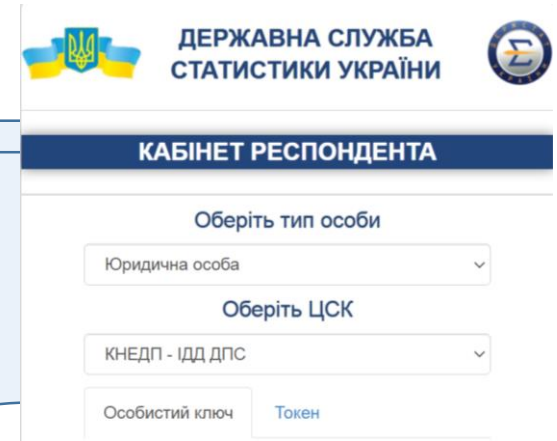 ДЕРЖАВНА СЛУЖБА
СТАТИСТИКИ УКРАЇНИ
КАБІНЕТ РЕСПОНДЕНТА
Оберіть тип особи
Юридична особа
Оберіть ЦСК
КНЕДП - ІДД ДПС
Особистий ключ Токен